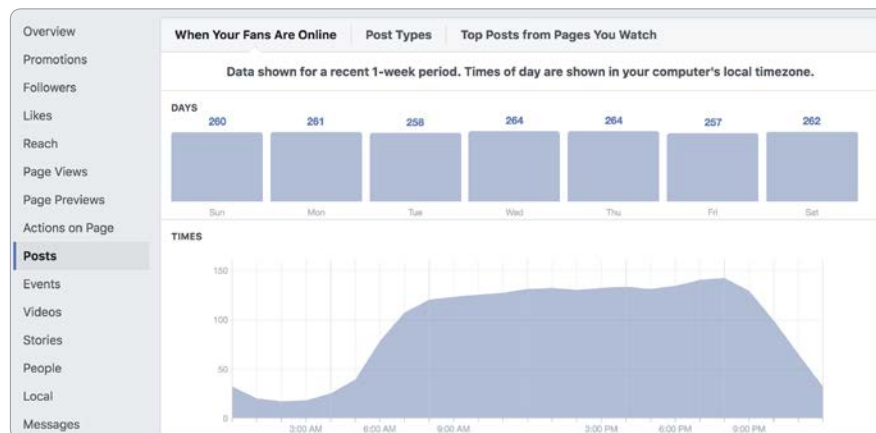 Overview
Promotions
Followers
Likes
Reach
Page Views
Page Previews
Actions on Page
Posts
Events
Videos
Stories
People
Local
Messages
When Your Fans Are Online Post Types Top Posts from Pages You Watch
Data shown for a recent 1-week period. Times of day are shown in your computer's local timezone.
DAYS
260 261 258 264 264 257 262
Sun Mon Tue Wed Thu Fri Sat
TIMES
150
100
50
0
3:00 AM 6:00 AM 9:00 AM 3:00 PM 6:00 PM 9:00 PM